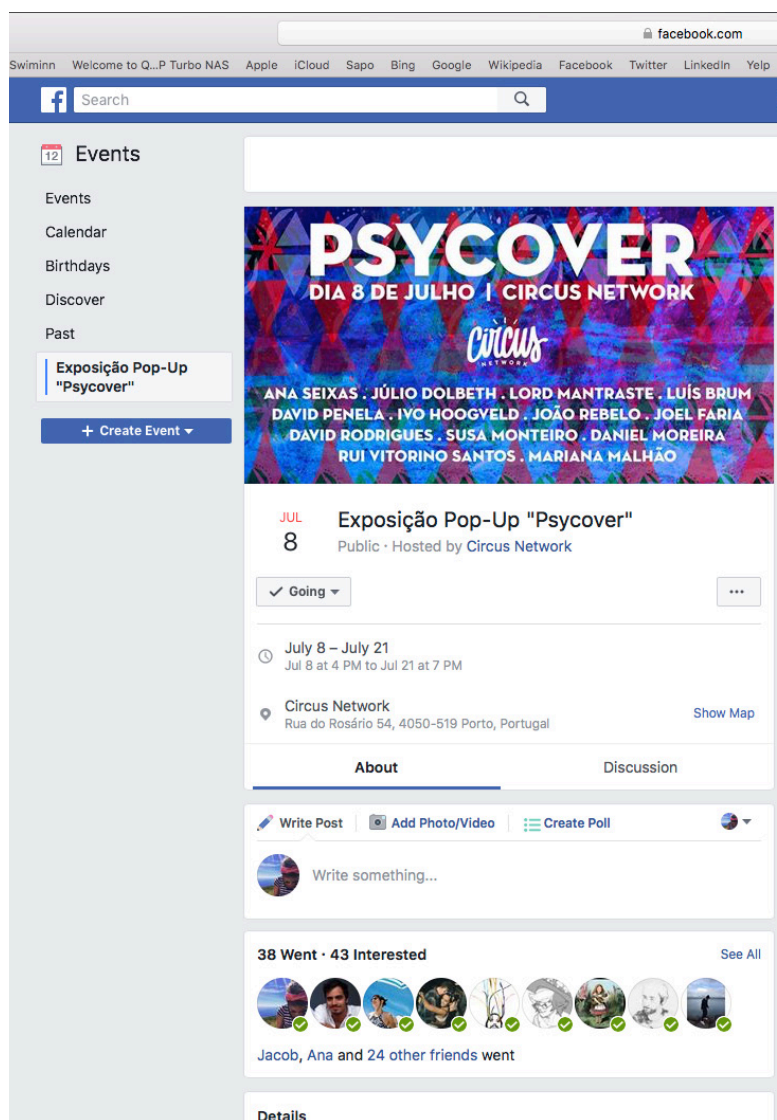 facebook.com
Swiminn Welcome to Q...P Turbo NAS Apple iCloud Sapo Bing Google Wikipedia Facebook Twitter LinkedIn Yelp
f Search
12 Events
Events
Calendar
Birthdays
Discover
Past
Exposição Pop-Up
"Psycover"
+ Create Event
PSYCOVER
DIA 8 DE JULHO | CIRCUS NETWORK
CIRCUS
NETWORK
ANA SEIXAS . JÚLIO DOLBETH . LORD MANTRASTE . LUÍS BRUM
DAVID PENELA . IVO HOOGVELD . JOÃO REBELO . JOEL FARIA
DAVID RODRIGUES . SUSA MONTEIRO . DANIEL MOREIRA
RUI VITORINO SANTOS . MARIANA MALHÃO
JUL
8
Exposição Pop-Up "Psycover"
Public · Hosted by Circus Network
Going
...
July 8 – July 21
Jul 8 at 4 PM to Jul 21 at 7 PM
Circus Network
Rua do Rosário 54, 4050-519 Porto, Portugal
Show Map
About Discussion
Write Post Add Photo/Video Create Poll
Write something...
38 Went · 43 Interested See All
Jacob, Ana and 24 other friends went
Details